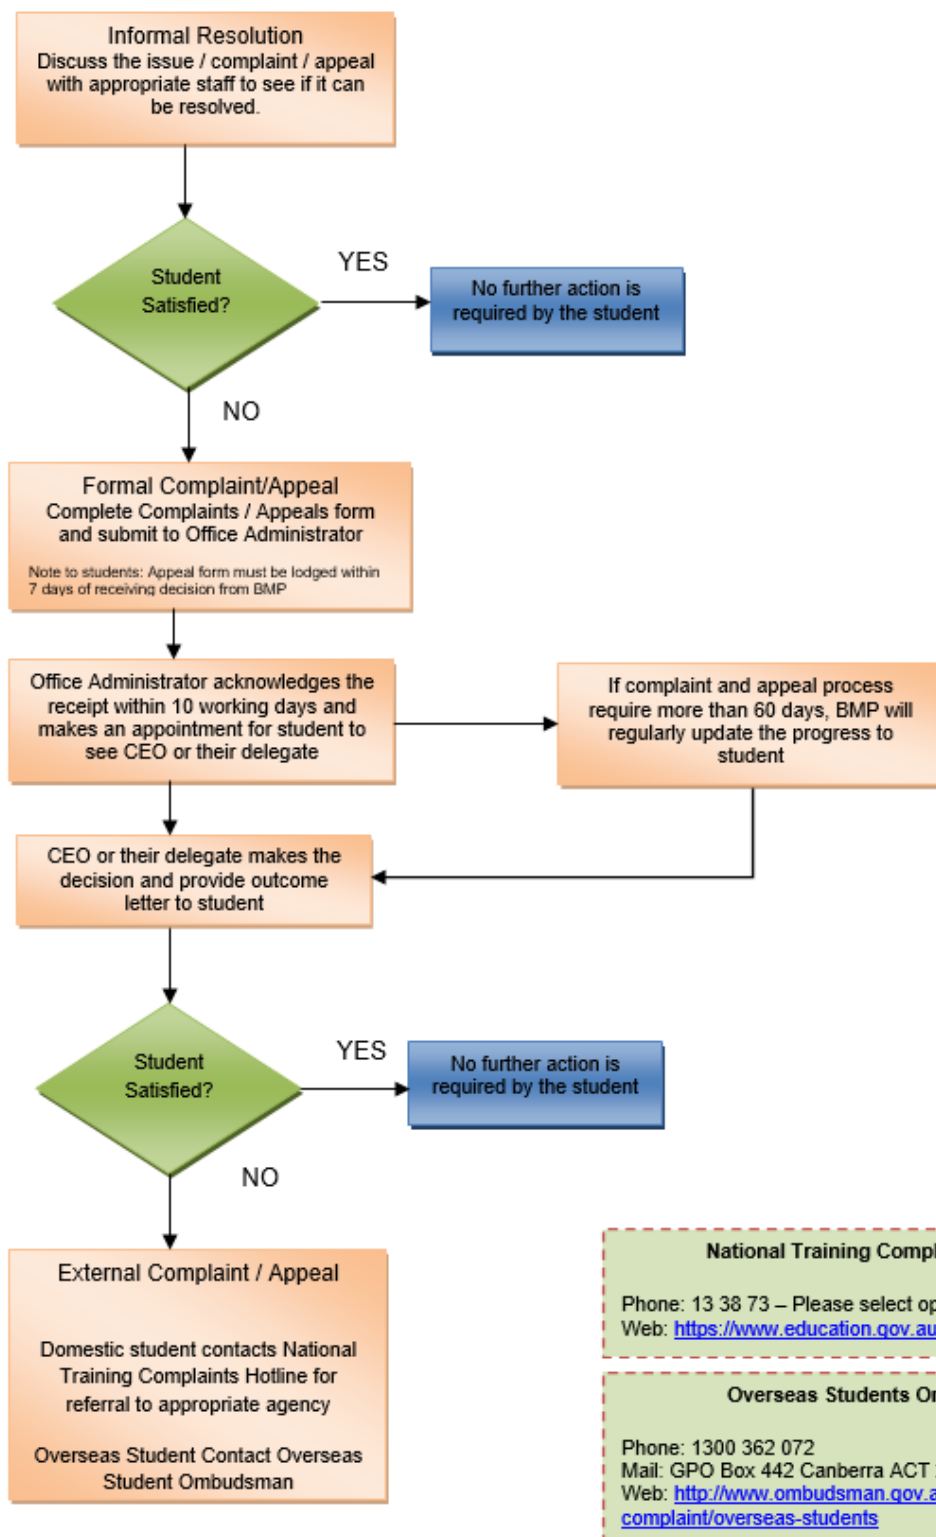 Informal Resolution
Discuss the issue / complaint / appeal
with appropriate staff to see if it can
be resolved.
Student
Satisfied?
YES
No further action is
required by the student
NO
Formal Complaint/Appeal
Complete Complaints / Appeals form
and submit to Office Administrator
Note to students: Appeal form must be lodged within
7 days of receiving decision from BMP
Office Administrator acknowledges the
receipt within 10 working days and
makes an appointment for student to
see CEO or their delegate
If complaint and appeal process
require more than 60 days, BMP will
regularly update the progress to
student
CEO or their delegate makes the
decision and provide outcome
letter to student
Student
Satisfied?
YES
No further action is
required by the student
NO
External Complaint / Appeal
Domestic student contacts National
Training Complaints Hotline for
referral to appropriate agency
Overseas Student Contact Overseas
Student Ombudsman
National Training Compl
Phone: 13 38 73 – Please select op
Web: https://www.education.gov.au
Overseas Students Or
Phone: 1300 362 072
Mail: GPO Box 442 Canberra ACT
Web: http://www.ombudsman.gov.a
complaint/overseas-students